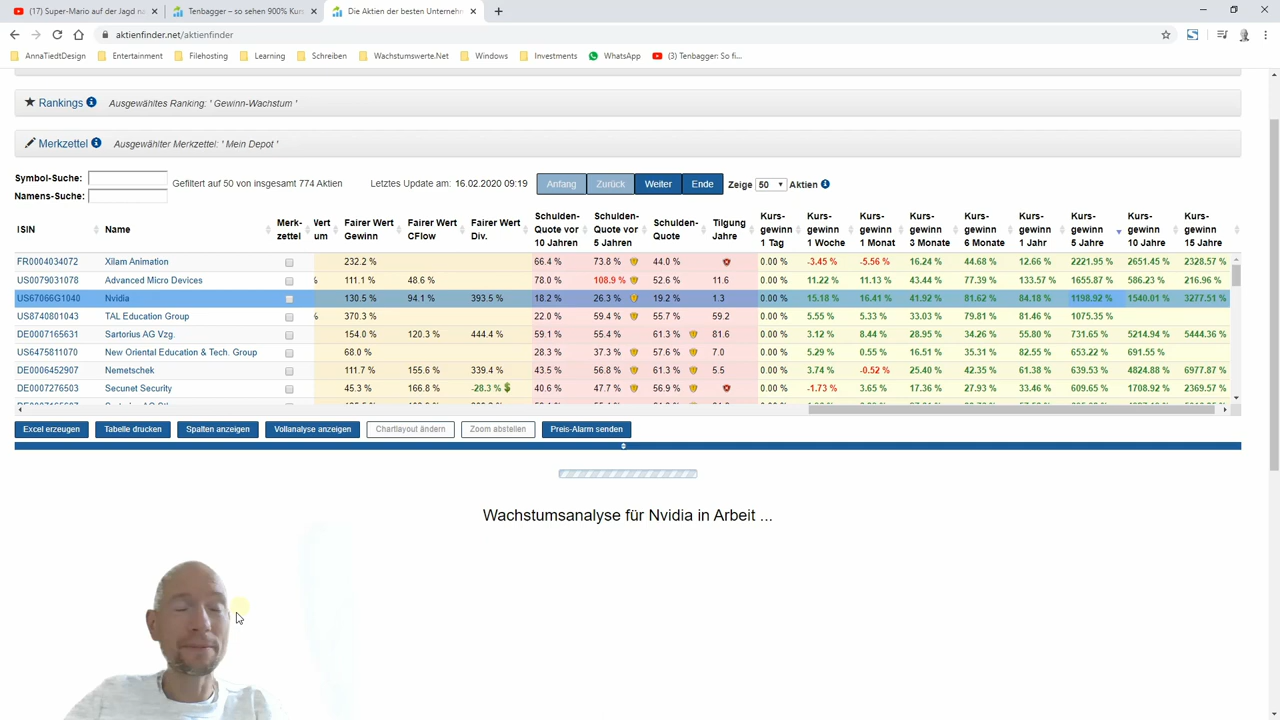 (17) Super-Mario auf der Jagd na
Tenbagger – so sehen 900% Kurs
Die Aktien der besten Unternehm
aktienfinder.net/aktienfinder
AnnaTiedtDesign Entertainment Filehosting Learning Schreiben Wachstumswerte.Net Windows Investments WhatsApp (3) Tenbagger: So fi...
Rankings Ausgewähltes Ranking: ' Gewinn-Wachstum '
Merkzettel Ausgewählter Merkzettel: ' Mein Depot '
Symbol-Suche:
Namens-Suche:
Gefiltert auf 50 von insgesamt 774 Aktien
Letztes Update am: 16.02.2020 09:19
Anfang Zurück Weiter Ende Zeige 50 Aktien
ISIN Name Merk-zettel Wert um Fairer Wert Gewinn Fairer Wert CFlow Fairer Wert Div. Schulden-Quote vor 10 Jahren Schulden-Quote vor 5 Jahren Schulden-Quote Tilgung Jahre Kurs-gewinn 1 Tag Kurs-gewinn 1 Woche Kurs-gewinn 1 Monat Kurs-gewinn 3 Monate Kurs-gewinn 6 Monate Kurs-gewinn 1 Jahr Kurs-gewinn 5 Jahre Kurs-gewinn 10 Jahre Kurs-gewinn 15 Jahre
FR0004034072 Xilam Animation 232.2 % 66.4 % 73.8 % 44.0 % 0.00 % -3.45 % -5.56 % 16.24 % 44.68 % 12.66 % 2221.95 % 2651.45 % 2328.57 %
US0079031078 Advanced Micro Devices % 111.1 % 48.6 % 78.0 % 108.9 % 52.6 % 11.6 0.00 % 11.22 % 11.13 % 43.44 % 77.39 % 133.57 % 1655.87 % 586.23 % 216.96 %
US67066G1040 Nvidia 130.5 % 94.1 % 393.5 % 18.2 % 26.3 % 19.2 % 1.3 0.00 % 15.18 % 16.41 % 41.92 % 81.62 % 84.18 % 1198.92 % 1540.01 % 3277.51 %
US8740801043 TAL Education Group % 370.3 % 22.0 % 59.4 % 55.7 % 59.2 0.00 % 5.55 % 5.33 % 33.03 % 79.81 % 81.46 % 1075.35 %
DE0007165631 Sartorius AG Vzg. 154.0 % 120.3 % 444.4 % 59.1 % 55.4 % 61.3 % 81.6 0.00 % 3.12 % 8.44 % 28.95 % 34.26 % 55.80 % 731.65 % 5214.94 % 5444.36 %
US6475811070 New Oriental Education & Tech. Group 68.0 % 28.3 % 37.3 % 57.6 % 7.0 0.00 % 5.29 % 0.55 % 16.51 % 35.31 % 82.55 % 653.22 % 691.55 %
DE0006452907 Nemetschek 111.7 % 155.6 % 339.4 % 43.5 % 56.8 % 61.3 % 5.5 0.00 % 3.74 % -0.52 % 25.40 % 42.35 % 61.38 % 639.53 % 4824.88 % 6977.87 %
DE0007276503 Secunet Security 45.3 % 166.8 % -28.3 % 40.6 % 47.7 % 56.9 % 0.00 % -1.73 % 3.65 % 17.36 % 27.93 % 33.46 % 609.65 % 1708.92 % 2369.57 %
Excel erzeugen Tabelle drucken Spalten anzeigen Vollanalyse anzeigen Chartlayout ändern Zoom abstellen Preis-Alarm senden
Wachstumsanalyse für Nvidia in Arbeit ...